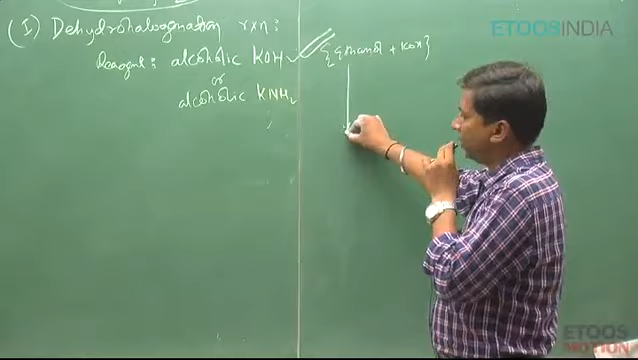 ETOOSINDIA
(I) Dehydrohalogenation rxn :
Reagent : alcoholic KOH {Ethanol + KOH}
or
alcoholic KNH2
ETOOS
MOTION